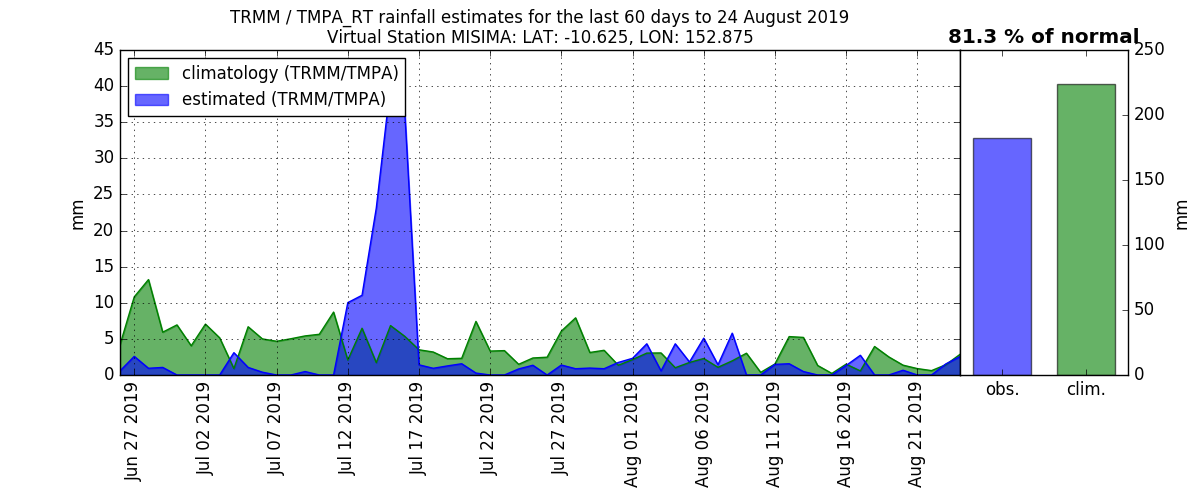 TRMM / TMPA_RT rainfall estimates for the last 60 days to 24 August 2019
Virtual Station MISIMA: LAT: -10.625, LON: 152.875
81.3 % of normal
climatology (TRMM/TMPA)
estimated (TRMM/TMPA)
mm
45
40
35
30
25
20
15
10
5
0
Jun 27 2019
Jul 02 2019
Jul 07 2019
Jul 12 2019
Jul 17 2019
Jul 22 2019
Jul 27 2019
Aug 01 2019
Aug 06 2019
Aug 11 2019
Aug 16 2019
Aug 21 2019
obs.
clim.
250
200
150
100
50
0
mm